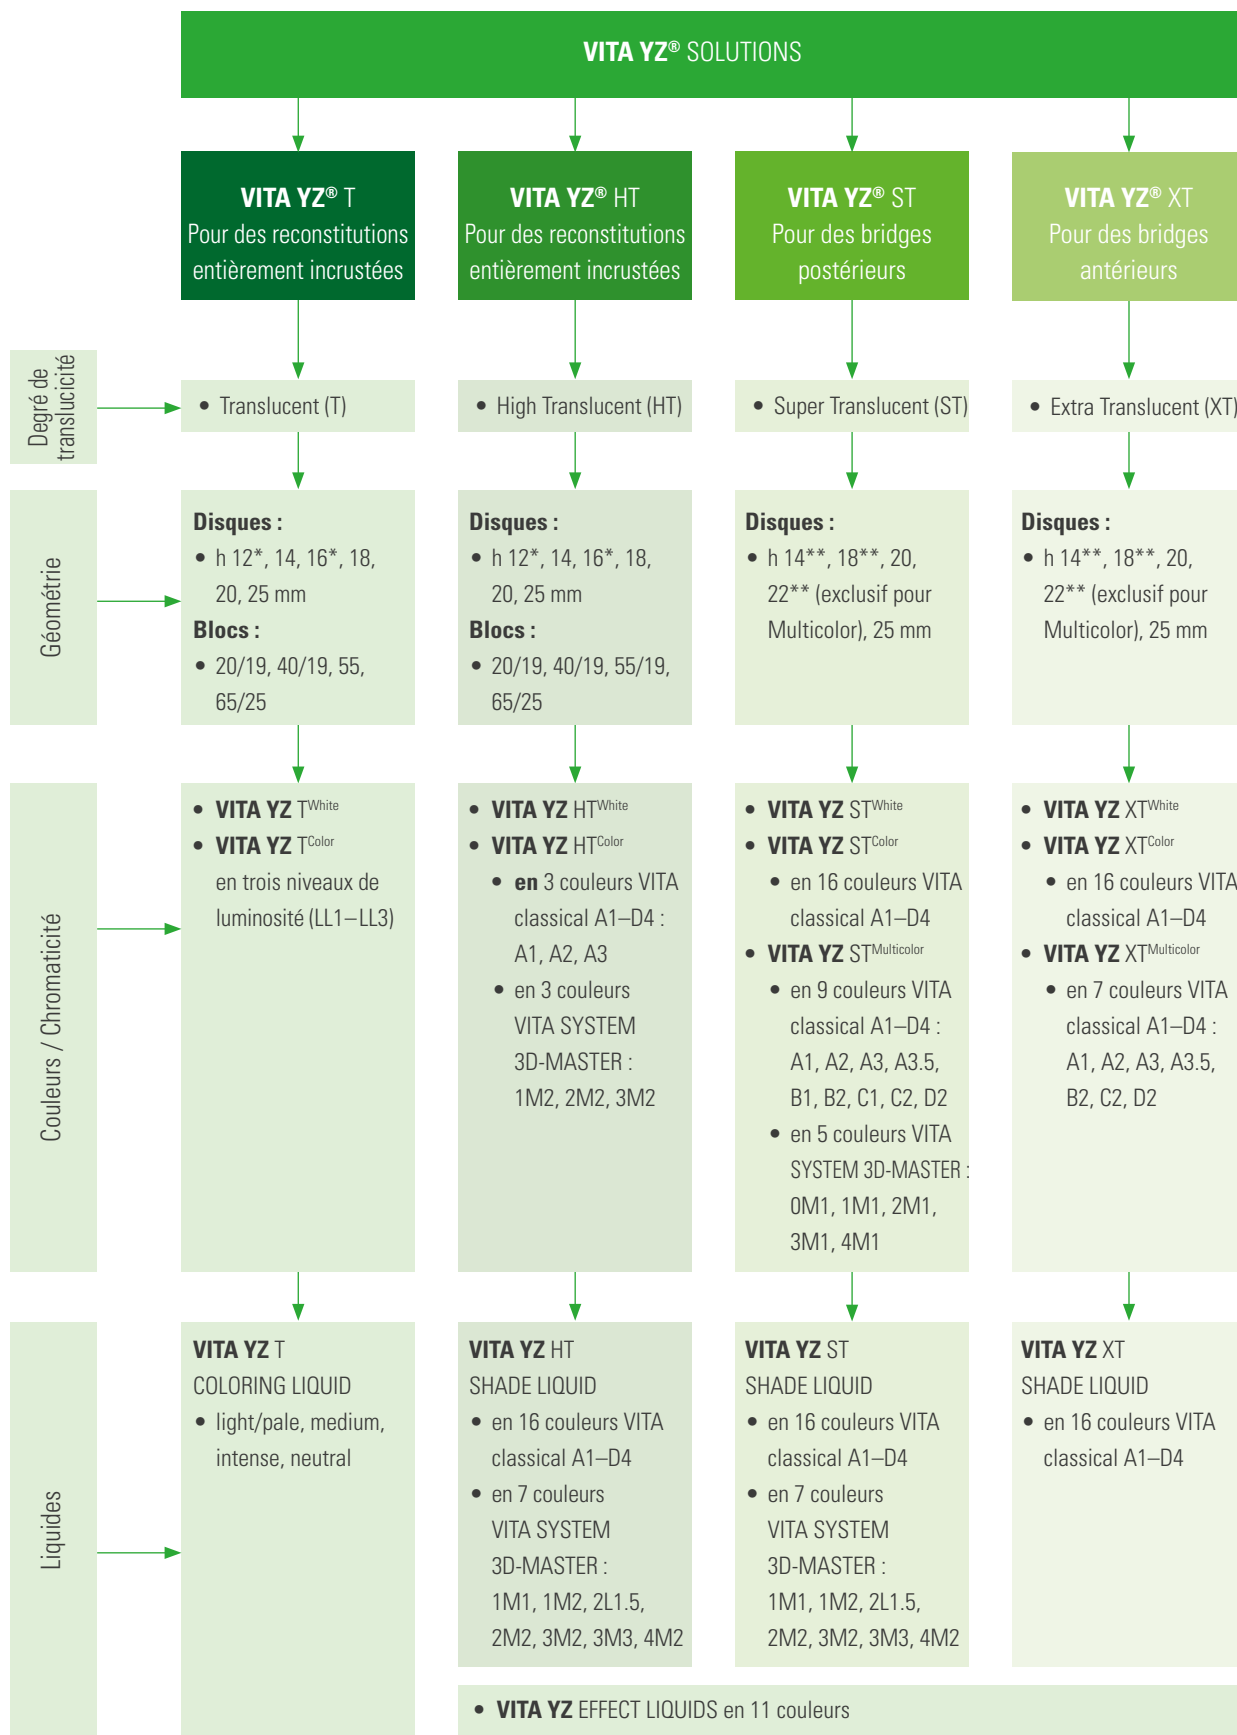 VITA YZ® SOLUTIONS
VITA YZ® T
Pour des reconstitutions
entièrement incrustées
VITA YZ® HT
Pour des reconstitutions
entièrement incrustées
VITA YZ® ST
Pour des bridges
postérieurs
VITA YZ® XT
Pour des bridges
antérieurs
Degré de
translucicité
• Translucent (T)
• High Translucent (HT)
• Super Translucent (ST)
• Extra Translucent (XT)
Géométrie
Disques :
• h 12*, 14, 16*, 18,
20, 25 mm
Blocs :
• 20/19, 40/19, 55,
65/25
Disques :
• h 12*, 14, 16*, 18,
20, 25 mm
Blocs :
• 20/19, 40/19, 55/19,
65/25
Disques :
• h 14**, 18**, 20,
22** (exclusif pour
Multicolor), 25 mm
Disques :
• h 14**, 18**, 20,
22** (exclusif pour
Multicolor), 25 mm
Couleurs / Chromaticité
• VITA YZ TWhite
• VITA YZ TColor
en trois niveaux de
luminosité (LL1–LL3)
• VITA YZ HTWhite
• VITA YZ HTColor
• en 3 couleurs VITA
classical A1–D4 :
A1, A2, A3
• en 3 couleurs
VITA SYSTEM
3D-MASTER :
1M2, 2M2, 3M2
• VITA YZ STWhite
• VITA YZ STColor
• en 16 couleurs VITA
classical A1–D4
• VITA YZ STMulticolor
• en 9 couleurs VITA
classical A1–D4 :
A1, A2, A3, A3.5,
B1, B2, C1, C2, D2
• en 5 couleurs VITA
SYSTEM 3D-MASTER :
0M1, 1M1, 2M1,
3M1, 4M1
• VITA YZ XTWhite
• VITA YZ XTColor
• en 16 couleurs VITA
classical A1–D4
• VITA YZ XTMulticolor
• en 7 couleurs VITA
classical A1–D4 :
A1, A2, A3, A3.5,
B2, C2, D2
Liquides
VITA YZ T
COLORING LIQUID
• light/pale, medium,
intense, neutral
VITA YZ HT
SHADE LIQUID
• en 16 couleurs VITA
classical A1–D4
• en 7 couleurs
VITA SYSTEM
3D-MASTER :
1M1, 1M2, 2L1.5,
2M2, 3M2, 3M3, 4M2
VITA YZ ST
SHADE LIQUID
• en 16 couleurs VITA
classical A1–D4
• en 7 couleurs
VITA SYSTEM
3D-MASTER :
1M1, 1M2, 2L1.5,
2M2, 3M2, 3M3, 4M2
VITA YZ XT
SHADE LIQUID
• en 16 couleurs VITA
classical A1–D4
• VITA YZ EFFECT LIQUIDS en 11 couleurs